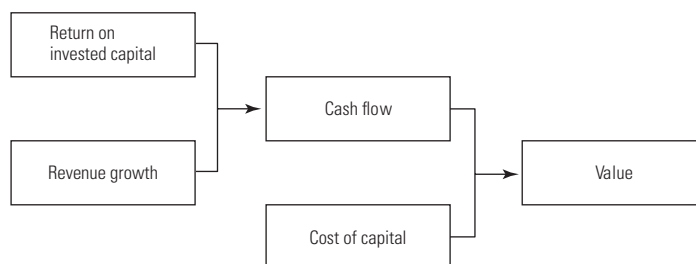 Return on
invested capital
Revenue growth
Cash flow
Cost of capital
Value